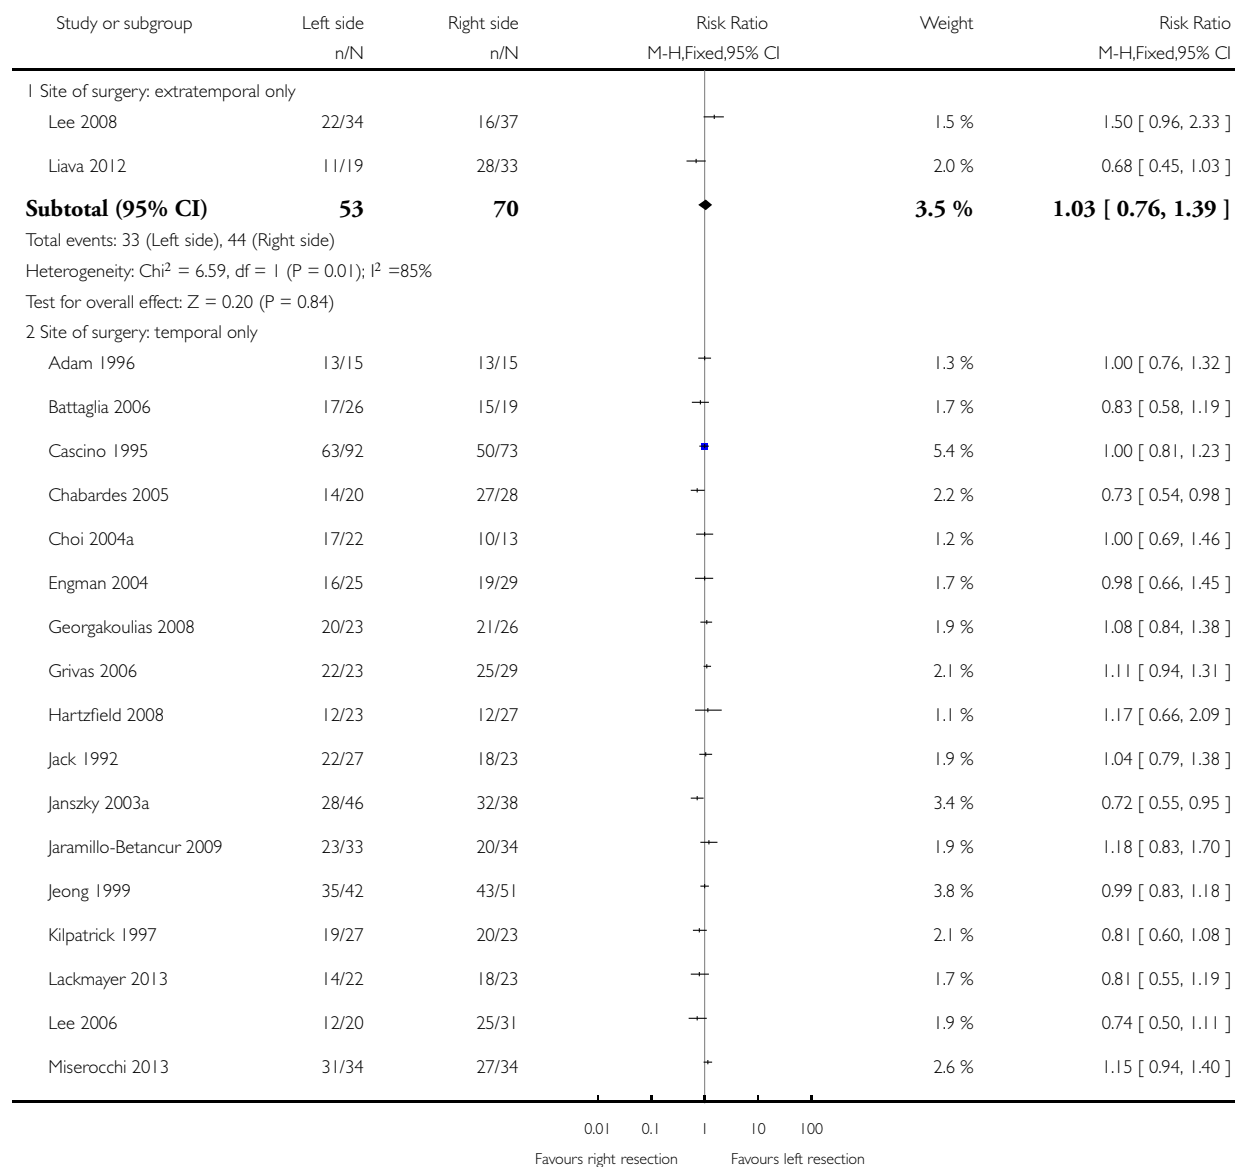 Study or subgroup Left side Right side Risk Ratio Weight Risk Ratio
n/N n/N M-H,Fixed,95% CI M-H,Fixed,95% CI
1 Site of surgery: extratemporal only
Lee 2008 22/34 16/37 1.5 % 1.50 [ 0.96, 2.33 ]
Liava 2012 11/19 28/33 2.0 % 0.68 [ 0.45, 1.03 ]
Subtotal (95% CI) 53 70 3.5 % 1.03 [ 0.76, 1.39 ]
Total events: 33 (Left side), 44 (Right side)
Heterogeneity: Chi² = 6.59, df = 1 (P = 0.01); I² =85%
Test for overall effect: Z = 0.20 (P = 0.84)
2 Site of surgery: temporal only
Adam 1996 13/15 13/15 1.3 % 1.00 [ 0.76, 1.32 ]
Battaglia 2006 17/26 15/19 1.7 % 0.83 [ 0.58, 1.19 ]
Cascino 1995 63/92 50/73 5.4 % 1.00 [ 0.81, 1.23 ]
Chabardes 2005 14/20 27/28 2.2 % 0.73 [ 0.54, 0.98 ]
Choi 2004a 17/22 10/13 1.2 % 1.00 [ 0.69, 1.46 ]
Engman 2004 16/25 19/29 1.7 % 0.98 [ 0.66, 1.45 ]
Georgakoulias 2008 20/23 21/26 1.9 % 1.08 [ 0.84, 1.38 ]
Grivas 2006 22/23 25/29 2.1 % 1.11 [ 0.94, 1.31 ]
Hartzfield 2008 12/23 12/27 1.1 % 1.17 [ 0.66, 2.09 ]
Jack 1992 22/27 18/23 1.9 % 1.04 [ 0.79, 1.38 ]
Janszky 2003a 28/46 32/38 3.4 % 0.72 [ 0.55, 0.95 ]
Jaramillo-Betancur 2009 23/33 20/34 1.9 % 1.18 [ 0.83, 1.70 ]
Jeong 1999 35/42 43/51 3.8 % 0.99 [ 0.83, 1.18 ]
Kilpatrick 1997 19/27 20/23 2.1 % 0.81 [ 0.60, 1.08 ]
Lackmayer 2013 14/22 18/23 1.7 % 0.81 [ 0.55, 1.19 ]
Lee 2006 12/20 25/31 1.9 % 0.74 [ 0.50, 1.11 ]
Miserocchi 2013 31/34 27/34 2.6 % 1.15 [ 0.94, 1.40 ]
0.01 0.1 1 10 100
Favours right resection Favours left resection